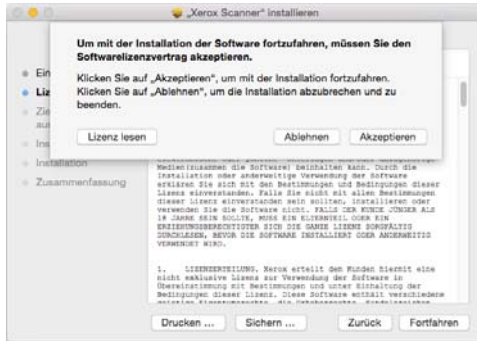 „Xerox Scanner“ installieren
Um mit der Installation der Software fortzufahren, müssen Sie den
Softwarelizenzvertrag akzeptieren.
Klicken Sie auf „Akzeptieren“, um mit der Installation fortzufahren.
Klicken Sie auf „Ablehnen“, um die Installation abzubrechen und zu
beenden.
Lizenz lesen
Ablehnen
Akzeptieren
Ein
Liz
Zie
aus
Ins
Installation
Zusammenfassung
Medien(zusammen die Software) beinhalten kann. Durch die
Installation oder anderweitige Verwendung der Software
erklären Sie sich mit den Bestimmungen und Bedingungen dieser
Lizenz einverstanden. Falls Sie nicht mit allen Bestimmungen
dieser Lizenz einverstanden sein sollten, installieren oder
verwenden Sie die Software nicht. FALLS DER KUNDE JÜNGER ALS
18 JAHRE SEIN SOLLTE, MUSS EIN ELTERNTEIL ODER EIN
ERZIEHUNGSBERECHTIGTER SICH DIE GANZE LIZENZ SORGFÄLTIG
DURCHLESEN, BEVOR DIE SOFTWARE INSTALLIERT ODER ANDERWEITIG
VERWENDET WIRD.
1. LIZENZERTEILUNG. Xerox erteilt dem Kunden hiermit eine
nicht exklusive Lizenz zur Verwendung der Software in
Übereinstimmung mit Bestimmungen und unter Einhaltung der
Bedingungen dieser Lizenz. Diese Software enthält verschiedene
Drucken ...
Sichern ...
Zurück
Fortfahren